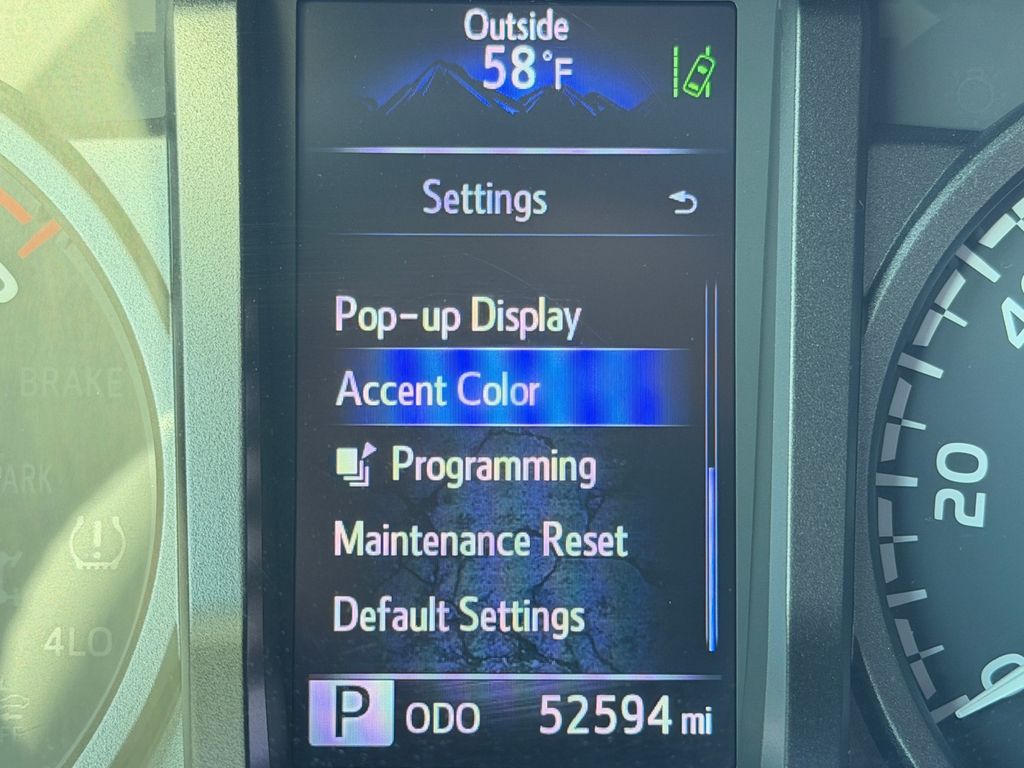 Outside
58°F
Settings
Pop-up Display
Accent Color
Programming
Maintenance Reset
Default Settings
P ODO 52594 mi
BRAKE
PARK
4LO
20
0